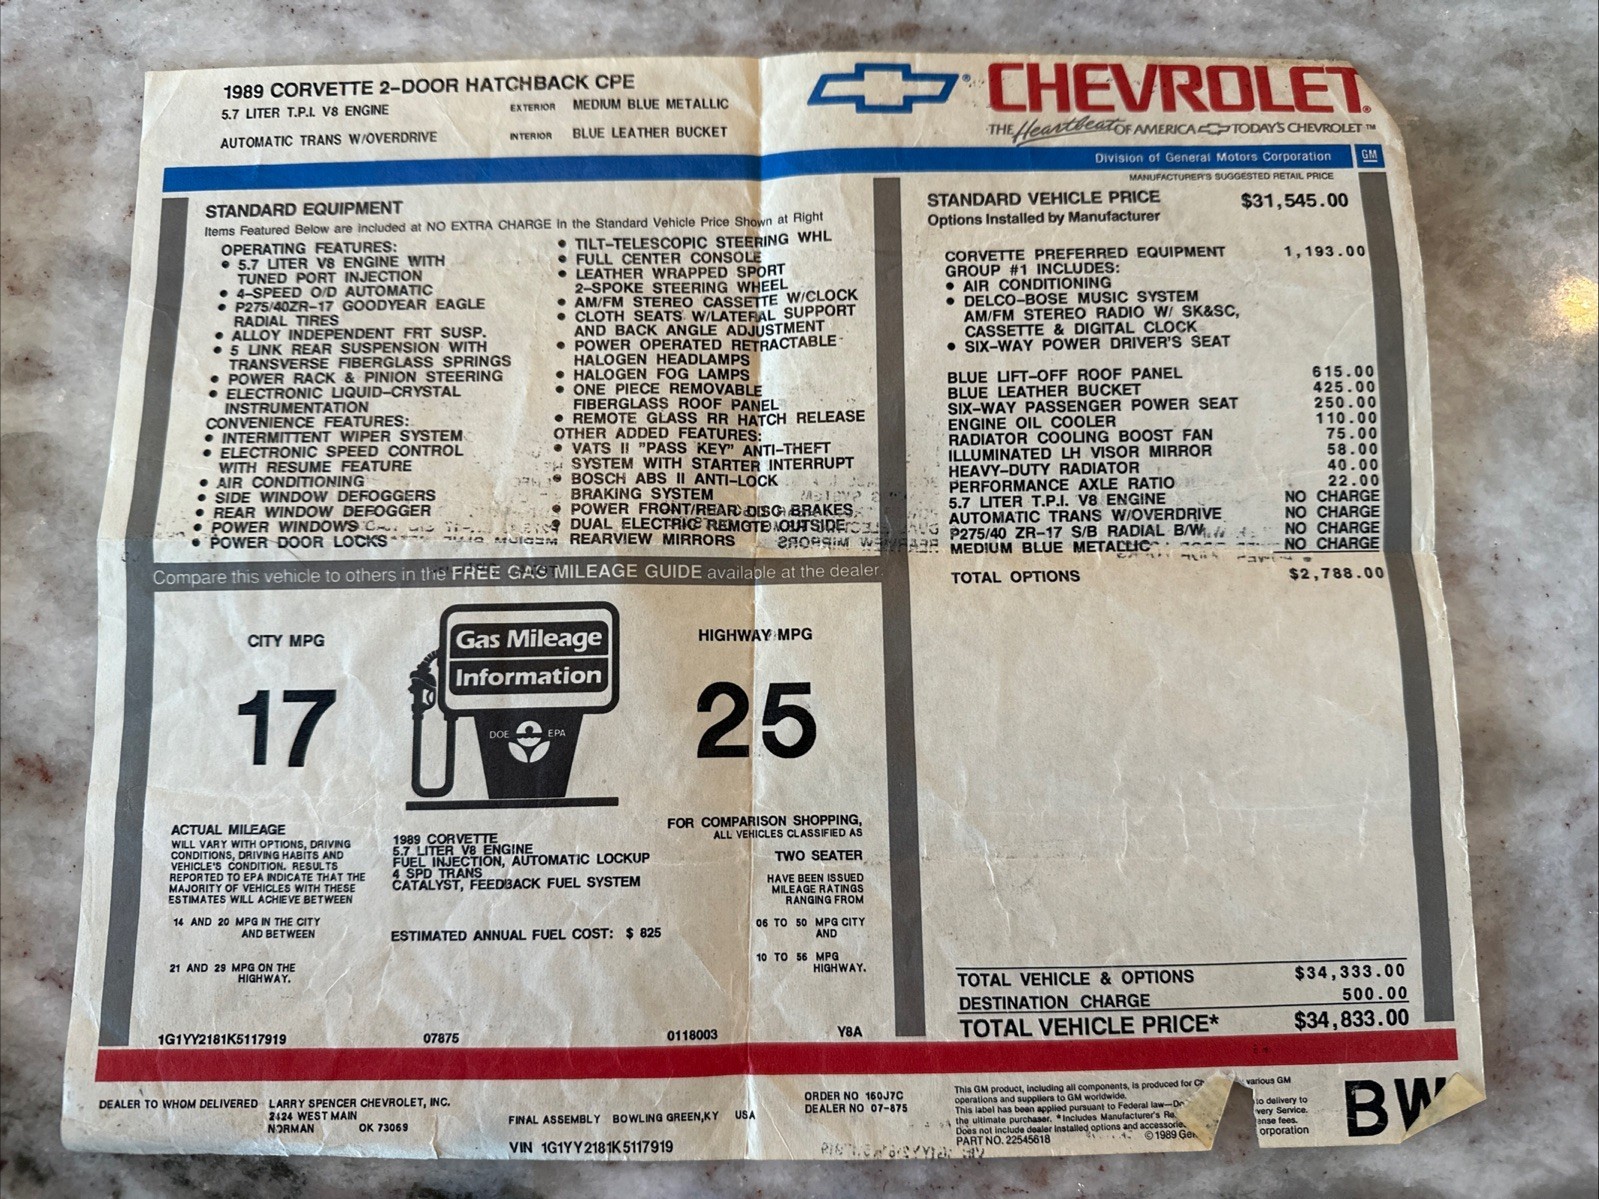 1989 CORVETTE 2-DOOR HATCHBACK CPE
5.7 LITER T.P.I. V8 ENGINE
EXTERIOR MEDIUM BLUE METALLIC
AUTOMATIC TRANS W/OVERDRIVE
INTERIOR BLUE LEATHER BUCKET
CHEVROLET®
THE Heartbeat OF AMERICA TODAY'S CHEVROLET™
Division of General Motors Corporation GM
STANDARD EQUIPMENT
Items Featured Below are Included at NO EXTRA CHARGE in the Standard Vehicle Price Shown at Right
OPERATING FEATURES:
• 5.7 LITER V8 ENGINE WITH
TUNED PORT INJECTION
• 4-SPEED O/D AUTOMATIC
• P275/40ZR-17 GOODYEAR EAGLE
RADIAL TIRES
• ALLOY INDEPENDENT FRT SUSP.
• 5 LINK REAR SUSPENSION WITH
TRANSVERSE FIBERGLASS SPRINGS
• POWER RACK & PINION STEERING
• ELECTRONIC LIQUID-CRYSTAL
INSTRUMENTATION
CONVENIENCE FEATURES:
• INTERMITTENT WIPER SYSTEM
• ELECTRONIC SPEED CONTROL
WITH RESUME FEATURE
• AIR CONDITIONING
• SIDE WINDOW DEFOGGERS
• REAR WINDOW DEFOGGER
• POWER WINDOWS
• POWER DOOR LOCKS
• TILT-TELESCOPIC STEERING WHL
• FULL CENTER CONSOLE
• LEATHER WRAPPED SPORT
2-SPOKE STEERING WHEEL
• AM/FM STEREO CASSETTE W/CLOCK
• CLOTH SEATS W/LATERAL SUPPORT
AND BACK ANGLE ADJUSTMENT
• POWER OPERATED RETRACTABLE
HALOGEN HEADLAMPS
• HALOGEN FOG LAMPS
• ONE PIECE REMOVABLE
FIBERGLASS ROOF PANEL
• REMOTE GLASS RR HATCH RELEASE
OTHER ADDED FEATURES:
• VATS II "PASS KEY" ANTI-THEFT
SYSTEM WITH STARTER INTERRUPT
• BOSCH ABS II ANTI-LOCK
BRAKING SYSTEM
• POWER FRONT/REAR DISC BRAKES
• DUAL ELECTRIC REMOTE OUTSIDE
REARVIEW MIRRORS
MANUFACTURER'S SUGGESTED RETAIL PRICE
STANDARD VEHICLE PRICE $31,545.00
Options Installed by Manufacturer
CORVETTE PREFERRED EQUIPMENT 1,193.00
GROUP #1 INCLUDES:
• AIR CONDITIONING
• DELCO-BOSE MUSIC SYSTEM
AM/FM STEREO RADIO W/ SK&SC,
CASSETTE & DIGITAL CLOCK
• SIX-WAY POWER DRIVER'S SEAT
BLUE LIFT-OFF ROOF PANEL 615.00
BLUE LEATHER BUCKET 425.00
SIX-WAY PASSENGER POWER SEAT 250.00
ENGINE OIL COOLER 110.00
RADIATOR COOLING BOOST FAN 75.00
ILLUMINATED LH VISOR MIRROR 58.00
HEAVY-DUTY RADIATOR 40.00
PERFORMANCE AXLE RATIO 22.00
5.7 LITER T.P.I. V8 ENGINE NO CHARGE
AUTOMATIC TRANS W/OVERDRIVE NO CHARGE
P275/40 ZR-17 S/B RADIAL B/W NO CHARGE
MEDIUM BLUE METALLIC NO CHARGE
TOTAL OPTIONS $2,788.00
Compare this vehicle to others in the FREE GAS MILEAGE GUIDE available at the dealer.
CITY MPG
17
Gas Mileage
Information
DOE EPA
HIGHWAY MPG
25
ACTUAL MILEAGE
WILL VARY WITH OPTIONS, DRIVING
CONDITIONS, DRIVING HABITS AND
VEHICLE'S CONDITION. RESULTS
REPORTED TO EPA INDICATE THAT THE
MAJORITY OF VEHICLES WITH THESE
ESTIMATES WILL ACHIEVE BETWEEN
14 AND 20 MPG IN THE CITY
AND BETWEEN
21 AND 29 MPG ON THE
HIGHWAY.
1989 CORVETTE
5.7 LITER V8 ENGINE
FUEL INJECTION, AUTOMATIC LOCKUP
4 SPD TRANS
CATALYST, FEEDBACK FUEL SYSTEM
ESTIMATED ANNUAL FUEL COST: $ 825
FOR COMPARISON SHOPPING,
ALL VEHICLES CLASSIFIED AS
TWO SEATER
HAVE BEEN ISSUED
MILEAGE RATINGS
RANGING FROM
06 TO 50 MPG CITY
AND
10 TO 56 MPG
HIGHWAY.
TOTAL VEHICLE & OPTIONS $34,333.00
DESTINATION CHARGE 500.00
TOTAL VEHICLE PRICE* $34,833.00
1G1YY2181K5117919 07875 0118003 Y8A
DEALER TO WHOM DELIVERED LARRY SPENCER CHEVROLET, INC.
2424 WEST MAIN
NORMAN OK 73069
FINAL ASSEMBLY BOWLING GREEN,KY USA
VIN 1G1YY2181K5117919
ORDER NO 160J7C
DEALER NO 07-875
This GM product, including all components, is produced for various GM
operations and suppliers to GM worldwide. to delivery to
This label has been applied pursuant to Federal law— very Service.
the ultimate purchaser. *Includes Manufacturer's
Does not include dealer installed options and
PART NO. 22545618 ©1989 orporation
BW